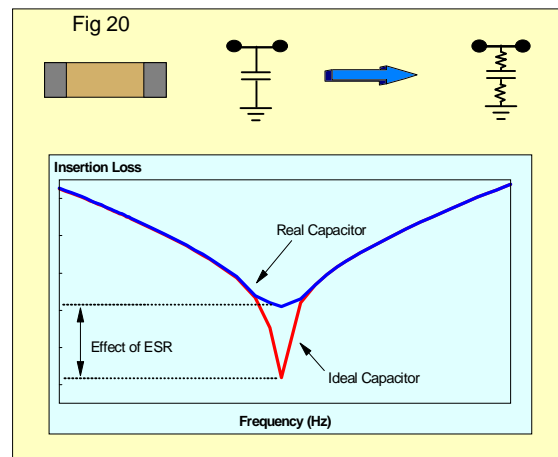 Fig 20
Insertion Loss
Real Capacitor
Effect of ESR
Ideal Capacitor
Frequency (Hz)